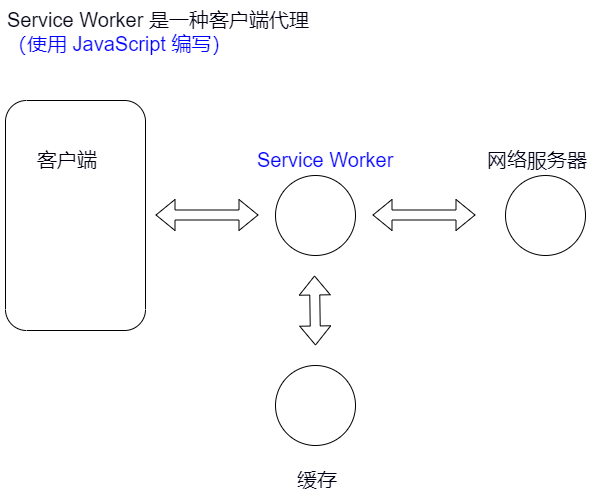 Service Worker 是一种客户端代理
（使用 JavaScript 编写）
客户端
Service Worker
网络服务器
缓存